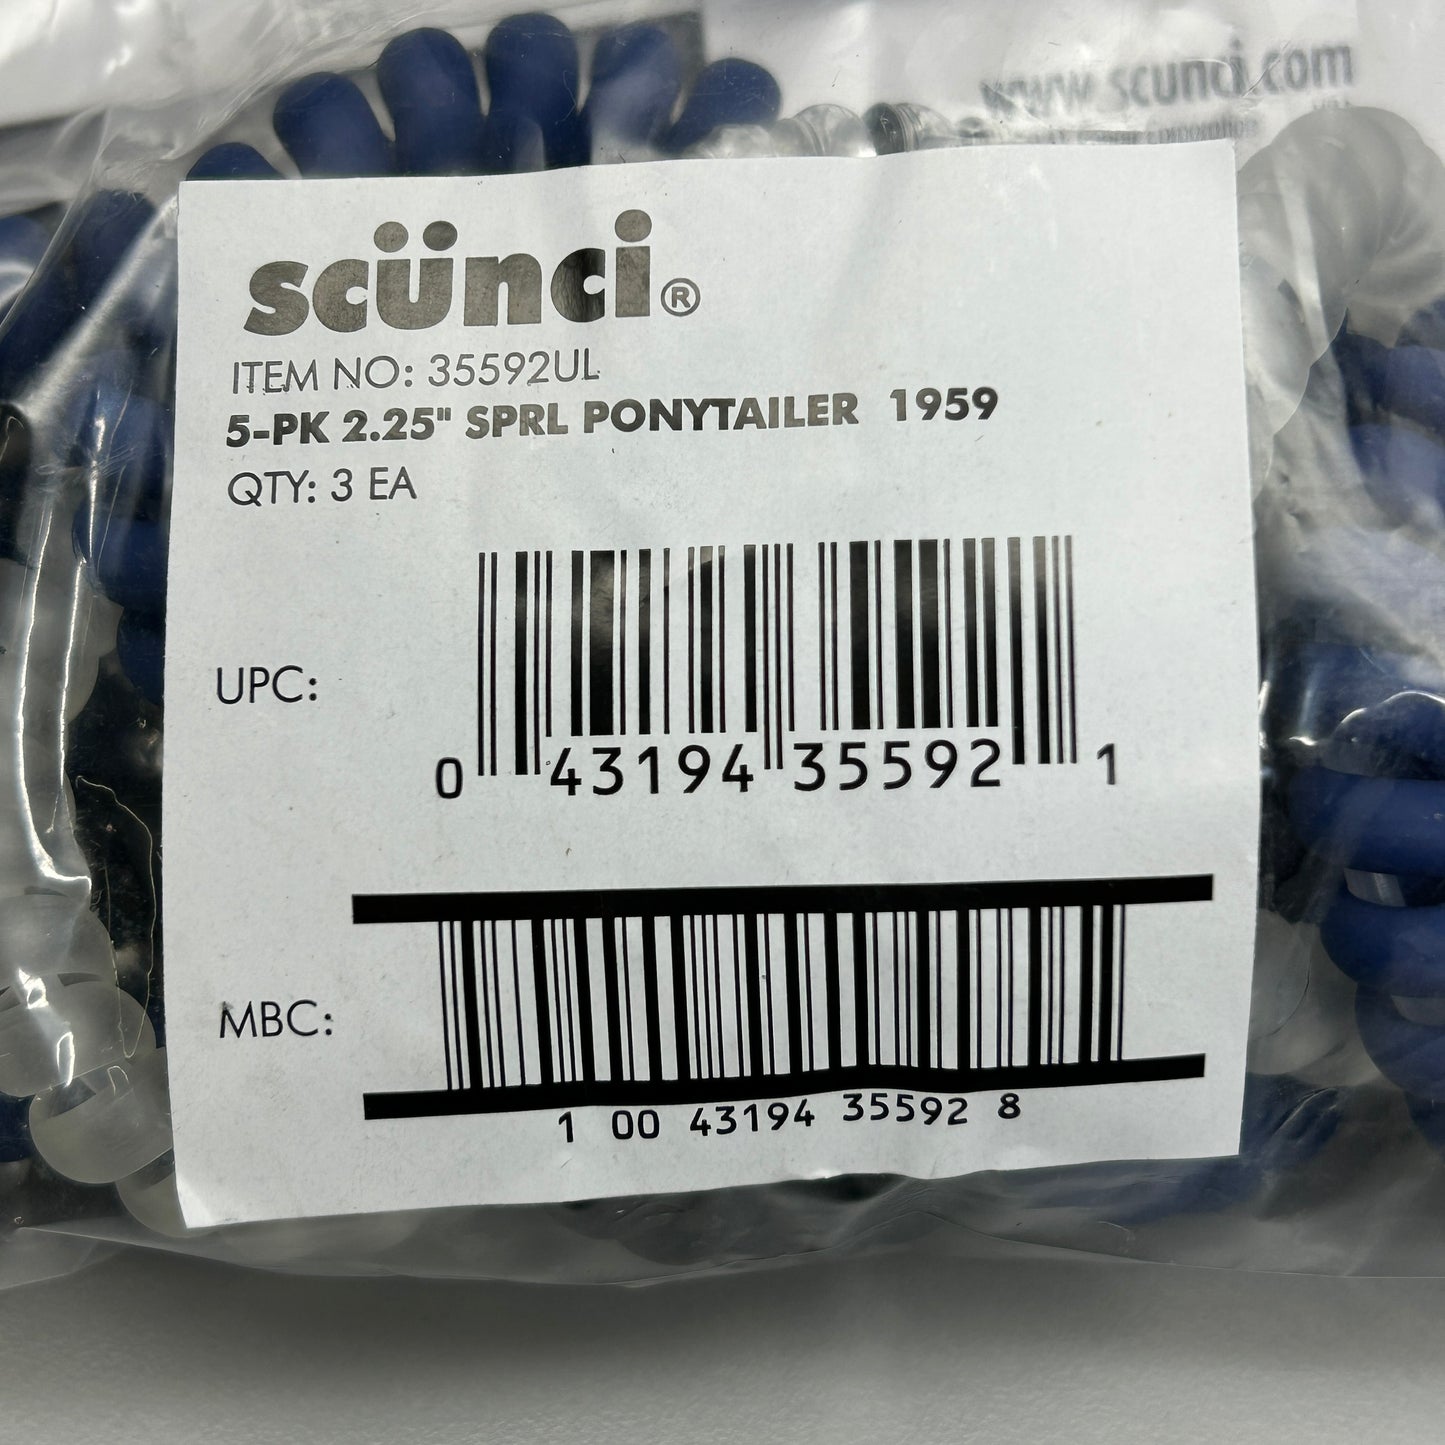 www.scunci.com
corporation
scünci®
ITEM NO: 35592UL
5-PK 2.25" SPRL PONYTAILER 1959
QTY: 3 EA
UPC:
0 43194 35592 1
MBC:
1 00 43194 35592 8